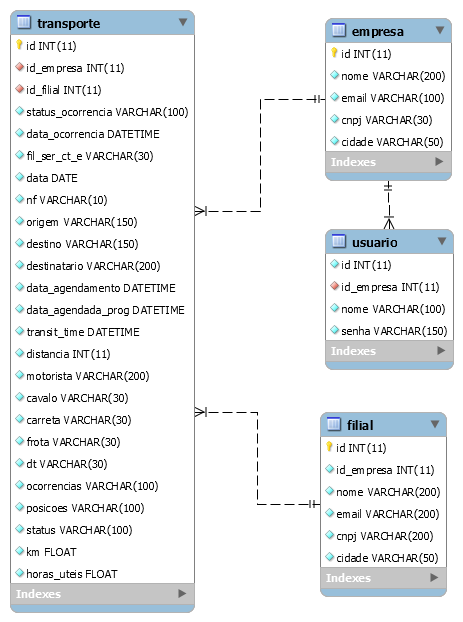 transporte
id INT(11)
id_empresa INT(11)
id_filial INT(11)
status_ocorrencia VARCHAR(100)
data_ocorrencia DATETIME
fil_ser_ct_e VARCHAR(30)
data DATE
nf VARCHAR(10)
origem VARCHAR(150)
destino VARCHAR(150)
destinatario VARCHAR(200)
data_agendamento DATETIME
data_agendada_prog DATETIME
transit_time DATETIME
distancia INT(11)
motorista VARCHAR(200)
cavalo VARCHAR(30)
carreta VARCHAR(30)
frota VARCHAR(30)
dt VARCHAR(30)
ocorrencias VARCHAR(100)
posicoes VARCHAR(100)
status VARCHAR(100)
km FLOAT
horas_uteis FLOAT
Indexes
empresa
id INT(11)
nome VARCHAR(200)
email VARCHAR(100)
cnpj VARCHAR(30)
cidade VARCHAR(50)
Indexes
usuario
id INT(11)
id_empresa INT(11)
nome VARCHAR(100)
senha VARCHAR(150)
Indexes
filial
id INT(11)
id_empresa INT(11)
nome VARCHAR(200)
email VARCHAR(200)
cnpj VARCHAR(200)
cidade VARCHAR(50)
Indexes